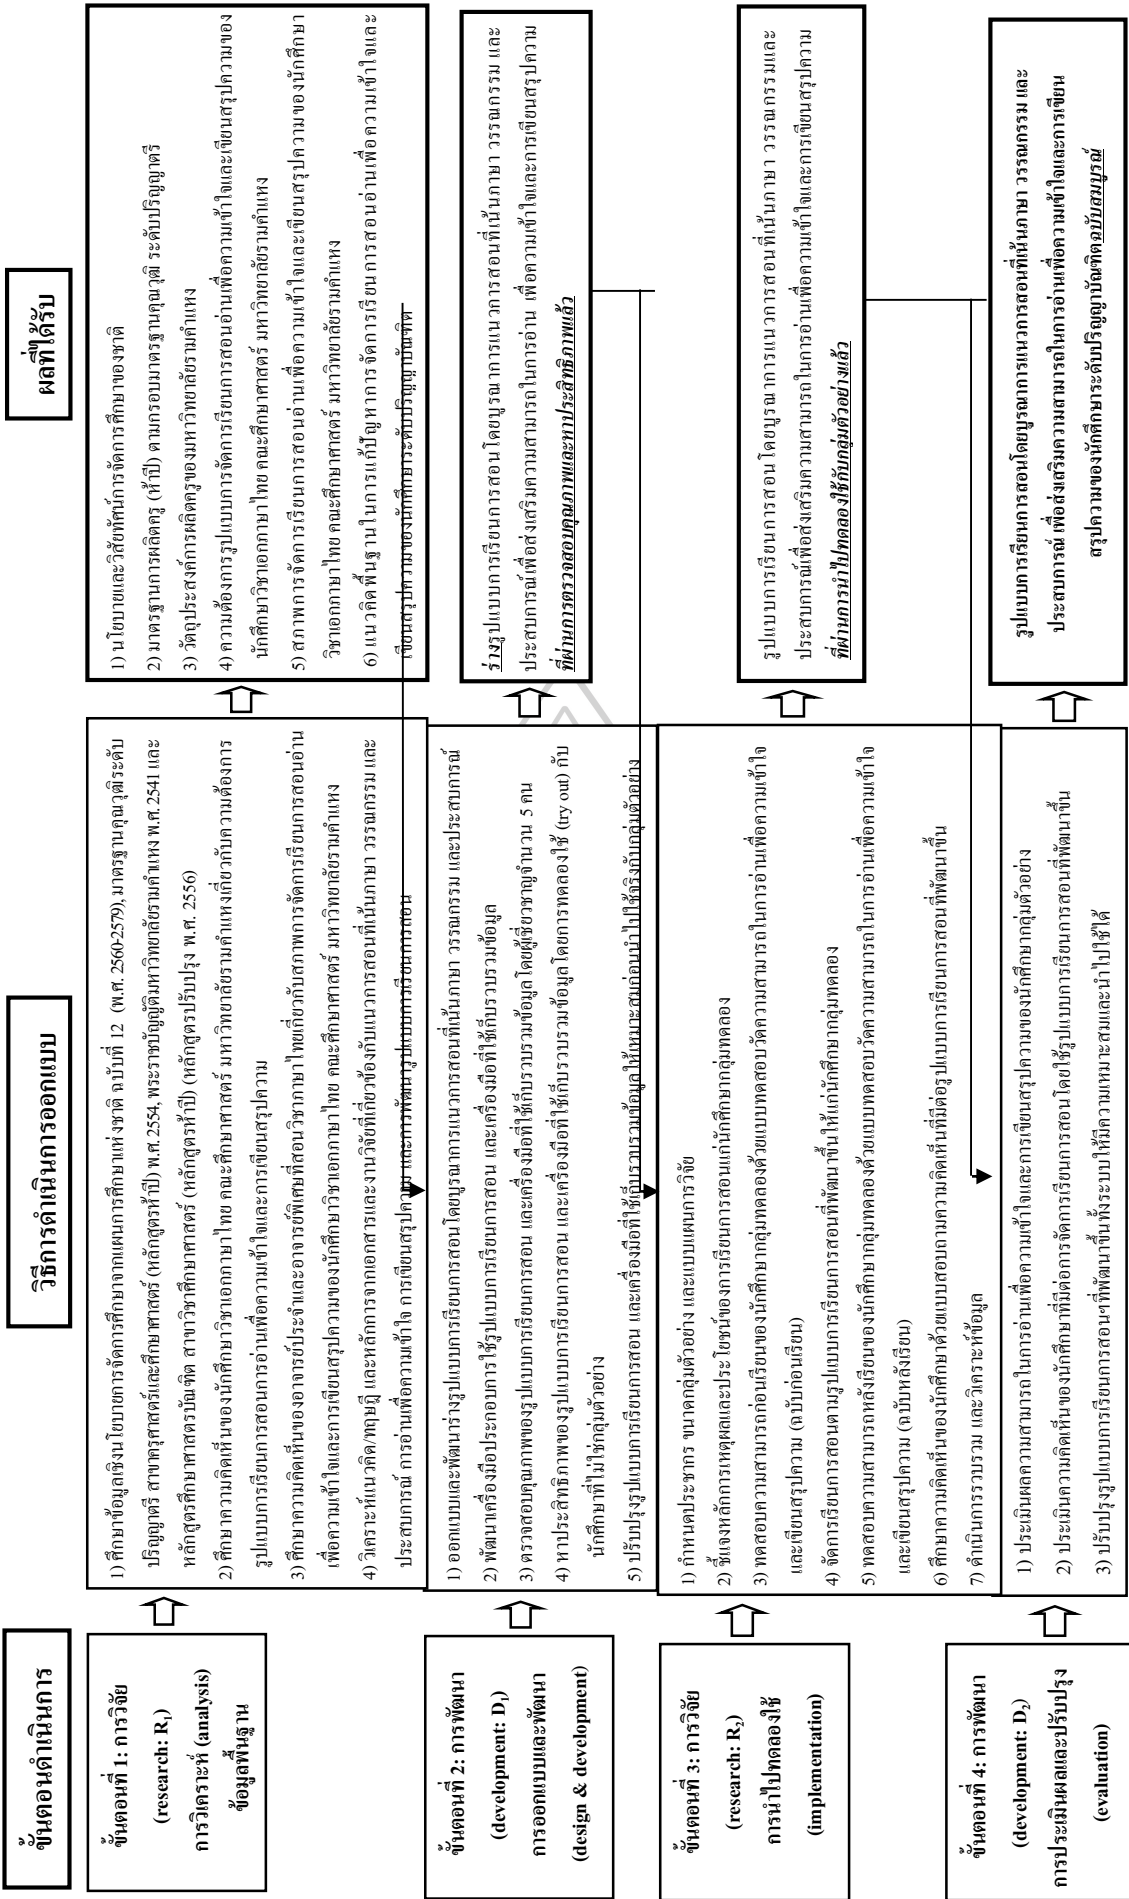 ขั้นตอนดำเนินการ
วิธีการดำเนินการออกแบบ
ผลที่ได้รับ
ขั้นตอนที่ 1: การวิจัย
(research: R1)
การวิเคราะห์ (analysis)
ข้อมูลพื้นฐาน
1) ศึกษาข้อมูลเชิงนโยบายการจัดการศึกษาจากแผนการศึกษาแห่งชาติ ฉบับที่ 12 (พ.ศ. 2560-2579), มาตรฐานคุณวุฒิระดับ
ปริญญาตรี สาขาครุศาสตร์และศึกษาศาสตร์ (หลักสูตรห้าปี) พ.ศ. 2554, พระราชบัญญัติมหาวิทยาลัยรามคำแหง พ.ศ. 2541 และ
หลักสูตรศึกษาศาสตรบัณฑิต สาขาวิชาศึกษาศาสตร์ (หลักสูตรห้าปี) (หลักสูตรปรับปรุง พ.ศ. 2556)
2) ศึกษาความคิดเห็นของนักศึกษาวิชาเอกภาษาไทย คณะศึกษาศาสตร์ มหาวิทยาลัยรามคำแหงเกี่ยวกับความต้องการ
รูปแบบการเรียนการสอนการอ่านเพื่อความเข้าใจและการเขียนสรุปความ
3) ศึกษาความคิดเห็นของอาจารย์ประจำและอาจารย์พิเศษที่สอนวิชาภาษาไทยเกี่ยวกับสภาพการจัดการเรียนการสอนอ่าน
เพื่อความเข้าใจและการเขียนสรุปความของนักศึกษาวิชาเอกภาษาไทย คณะศึกษาศาสตร์ มหาวิทยาลัยรามคำแหง
4) วิเคราะห์แนวคิด/ทฤษฎี และหลักการจากเอกสารและงานวิจัยที่เกี่ยวข้องกับแนวการสอนที่เน้นภาษา วรรณกรรม และ
ประสบการณ์ การอ่านเพื่อความเข้าใจ การเขียนสรุปความ และการพัฒนารูปแบบการเรียนการสอน
1) นโยบายและวิสัยทัศน์การจัดการศึกษาของชาติ
2) มาตรฐานการผลิตครู (ห้าปี) ตามกรอบมาตรฐานคุณวุฒิ ระดับปริญญาตรี
3) วัตถุประสงค์การผลิตครูของมหาวิทยาลัยรามคำแหง
4) ความต้องการรูปแบบการจัดการเรียนการสอนอ่านเพื่อความเข้าใจและเขียนสรุปความของ
นักศึกษาวิชาเอกภาษาไทย คณะศึกษาศาสตร์ มหาวิทยาลัยรามคำแหง
5) สภาพการจัดการเรียนการสอนอ่านเพื่อความเข้าใจและเขียนสรุปความของนักศึกษา
วิชาเอกภาษาไทย คณะศึกษาศาสตร์ มหาวิทยาลัยรามคำแหง
6) แนวคิดพื้นฐานในการแก้ปัญหาการจัดการเรียนการสอนอ่านเพื่อความเข้าใจและ
เขียนสรุปความของนักศึกษาระดับปริญญาบัณฑิต
ขั้นตอนที่ 2: การพัฒนา
(development: D1)
การออกแบบและพัฒนา
(design & development)
1) ออกแบบและพัฒนาร่างรูปแบบการเรียนการสอนโดยบูรณาการแนวการสอนที่เน้นภาษา วรรณกรรม และประสบการณ์
2) พัฒนาเครื่องมือประกอบการใช้รูปแบบการเรียนการสอน และเครื่องมือที่ใช้เก็บรวบรวมข้อมูล
3) ตรวจสอบคุณภาพของรูปแบบการเรียนการสอน และเครื่องมือที่ใช้เก็บรวบรวมข้อมูลโดยผู้เชี่ยวชาญจำนวน 5 คน
4) หาประสิทธิภาพของรูปแบบการเรียนการสอน และเครื่องมือที่ใช้เก็บรวบรวมข้อมูลโดยการทดลองใช้ (try out) กับ
นักศึกษาที่ไม่ใช่กลุ่มตัวอย่าง
5) ปรับปรุงรูปแบบการเรียนการสอน และเครื่องมือที่ใช้เก็บรวบรวมข้อมูลให้เหมาะสมก่อนนำไปใช้จริงกับกลุ่มตัวอย่าง
ร่างรูปแบบการเรียนการสอนโดยบูรณาการแนวการสอนที่เน้นภาษา วรรณกรรม และ
ประสบการณ์เพื่อส่งเสริมความสามารถในการอ่าน เพื่อความเข้าใจและการเขียนสรุปความ
ที่ผ่านการตรวจสอบคุณภาพและหาประสิทธิภาพแล้ว
ขั้นตอนที่ 3: การวิจัย
(research: R2)
การนำไปทดลองใช้
(implementation)
1) กำหนดประชากร ขนาดกลุ่มตัวอย่าง และแบบแผนการวิจัย
2) ชี้แจงหลักการเหตุผลและประโยชน์ของการเรียนการสอนแก่นักศึกษากลุ่มทดลอง
3) ทดสอบความสามารถก่อนเรียนของนักศึกษากลุ่มทดลองด้วยแบบทดสอบวัดความสามารถในการอ่านเพื่อความเข้าใจ
และเขียนสรุปความ (ฉบับก่อนเรียน)
4) จัดการเรียนการสอนตามรูปแบบการเรียนการสอนที่พัฒนาขึ้นให้แก่นักศึกษากลุ่มทดลอง
5) ทดสอบความสามารถหลังเรียนของนักศึกษากลุ่มทดลองด้วยแบบทดสอบวัดความสามารถในการอ่านเพื่อความเข้าใจ
และเขียนสรุปความ (ฉบับหลังเรียน)
6) ศึกษาความคิดเห็นของนักศึกษาด้วยแบบสอบถามความคิดเห็นที่มีต่อรูปแบบการเรียนการสอนที่พัฒนาขึ้น
7) ดำเนินการรวบรวม และวิเคราะห์ข้อมูล
รูปแบบการเรียนการสอนโดยบูรณาการแนวการสอนที่เน้นภาษา วรรณกรรมและ
ประสบการณ์เพื่อส่งเสริมความสามารถในการอ่านเพื่อความเข้าใจและการเขียนสรุปความ
ที่ผ่านการนำไปทดลองใช้กับกลุ่มตัวอย่างแล้ว
ขั้นตอนที่ 4: การพัฒนา
(development: D2)
การประเมินผลและปรับปรุง
(evaluation)
1) ประเมินผลความสามารถในการอ่านเพื่อความเข้าใจและการเขียนสรุปความของนักศึกษากลุ่มตัวอย่าง
2) ประเมินความคิดเห็นของนักศึกษาที่มีต่อการจัดการเรียนการสอนโดยใช้รูปแบบการเรียนการสอนที่พัฒนาขึ้น
3) ปรับปรุงรูปแบบการเรียนการสอนฯที่พัฒนาขึ้นทั้งระบบให้มีความเหมาะสมและนำไปใช้ได้
รูปแบบการเรียนการสอนโดยบูรณาการแนวการสอนที่เน้นภาษา วรรณกรรม และ
ประสบการณ์ เพื่อส่งเสริมความสามารถในการอ่านเพื่อความเข้าใจและการเขียน
สรุปความของนักศึกษาระดับปริญญาบัณฑิตฉบับสมบูรณ์